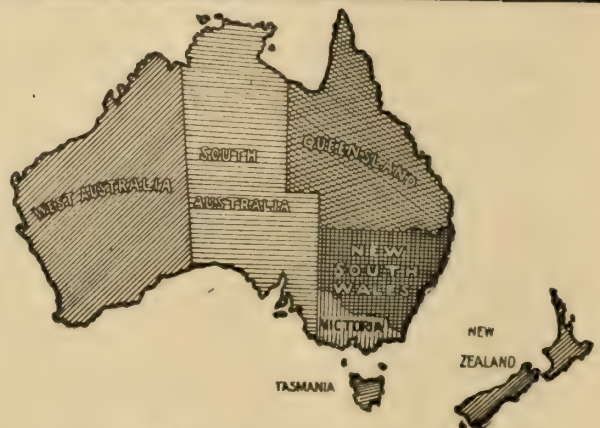 SOUTH
QUEENSLAND
WEST AUSTRALIA
AUSTRALIA
NEW
SOUTH
WALES
VICTORIA
NEW
ZEALAND
TASMANIA